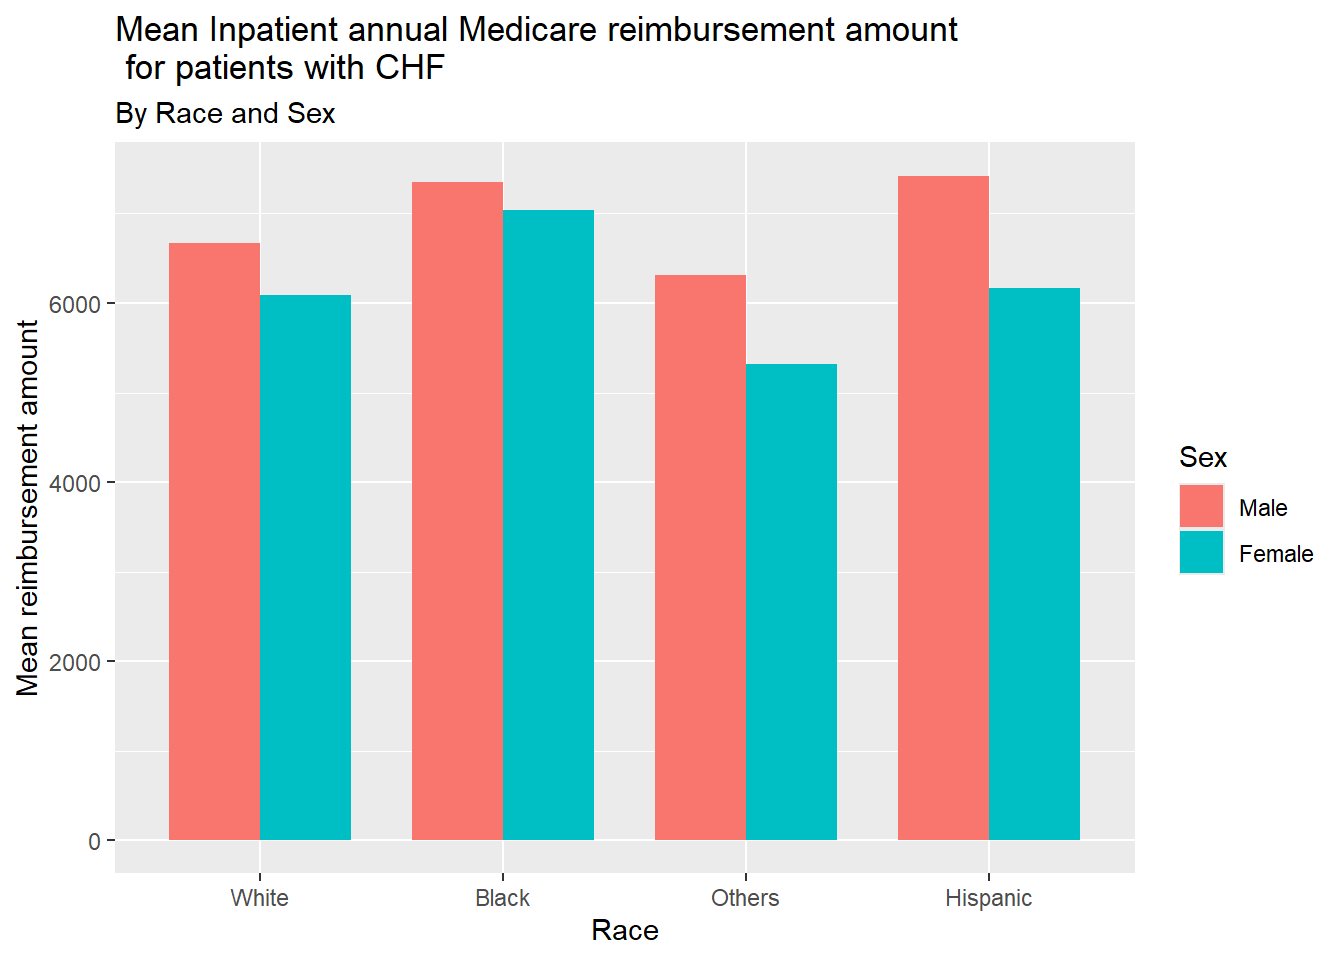 Mean Inpatient annual Medicare reimbursement amount
for patients with CHF
By Race and Sex
Mean reimbursement amount
6000
4000
2000
0
White
Black
Others
Hispanic
Race
Sex
Male
Female